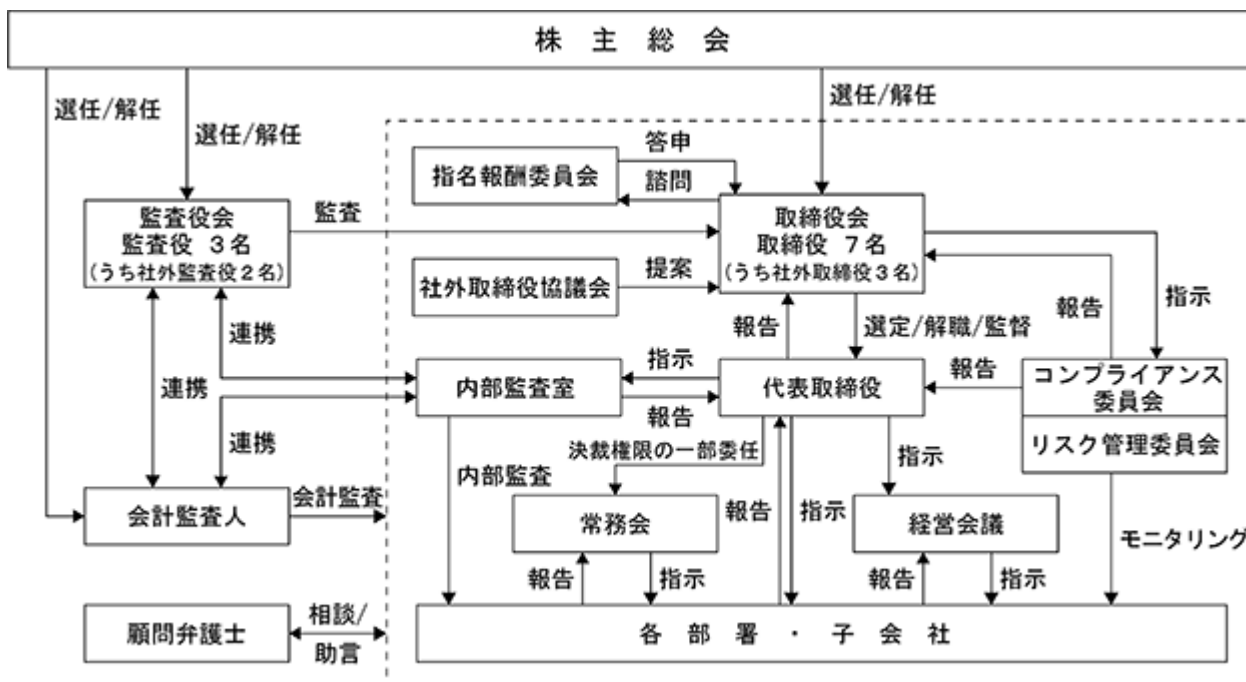 株主総会
選任/解任
選任/解任
選任/解任
指名報酬委員会
答申
諮問
監査役会
監査役 3名
(うち社外監査役2名)
監査
取締役会
取締役 7名
(うち社外取締役3名)
社外取締役協議会
提案
指示
報告
連携
報告
選定/解職/監督
連携
内部監査室
指示
報告
代表取締役
報告
コンプライアンス
委員会
リスク管理委員会
連携
決裁権限の一部委任
指示
内部監査
会計監査人
会計監査
常務会
報告
指示
経営会議
モニタリング
報告
指示
報告
指示
顧問弁護士
相談/
助言
各部署・子会社